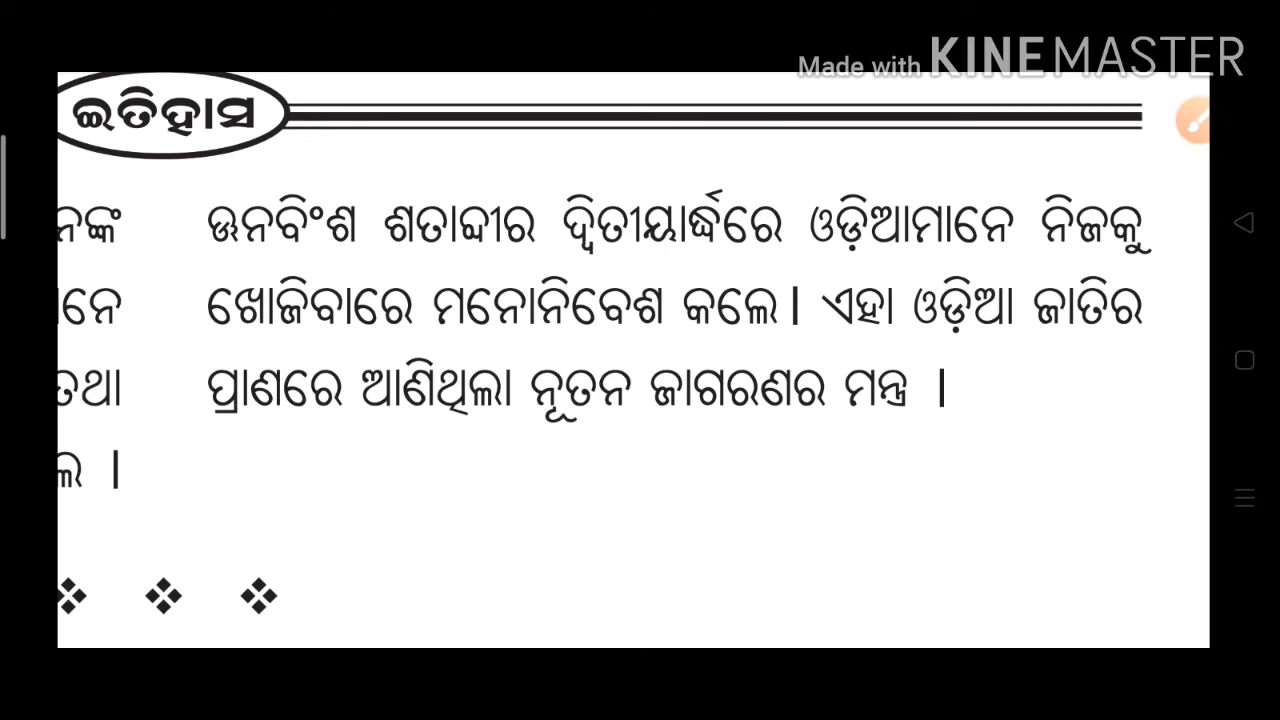 Made with KINEMASTER
ଇତିହାସ
ଊନବିଂଶ ଶତାବ୍ଦୀର ଦ୍ୱିତୀୟାର୍ଦ୍ଧରେ ଓଡ଼ିଆମାନେ ନିଜକୁ
ଖୋଜିବାରେ ମନୋନିବେଶ କଲେ । ଏହା ଓଡ଼ିଆ ଜାତିର
ତଥା ପ୍ରାଣରେ ଆଣିଥିଲା ନୂତନ ଜାଗରଣର ମନ୍ତ୍ର ।